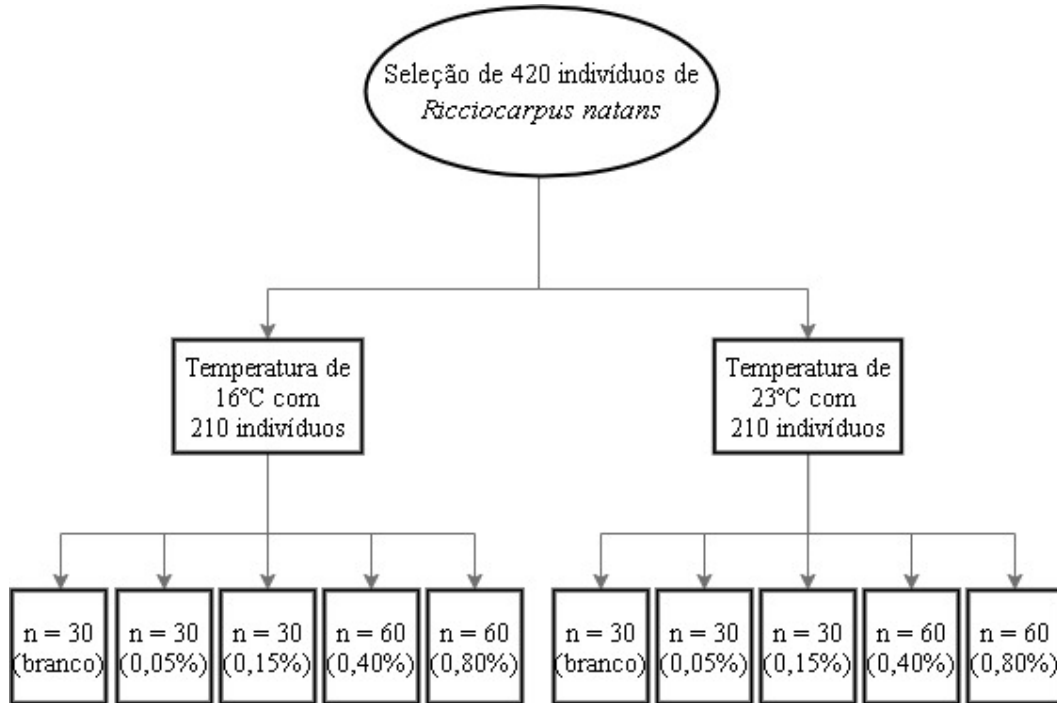 Seleção de 420 indivíduos de
Ricciocarpus natans
Temperatura de
16°C com
210 indivíduos
Temperatura de
23°C com
210 indivíduos
n = 30
(branco)
n = 30
(0,05%)
n = 30
(0,15%)
n = 60
(0,40%)
n = 60
(0,80%)
n = 30
(branco)
n = 30
(0,05%)
n = 30
(0,15%)
n = 60
(0,40%)
n = 60
(0,80%)